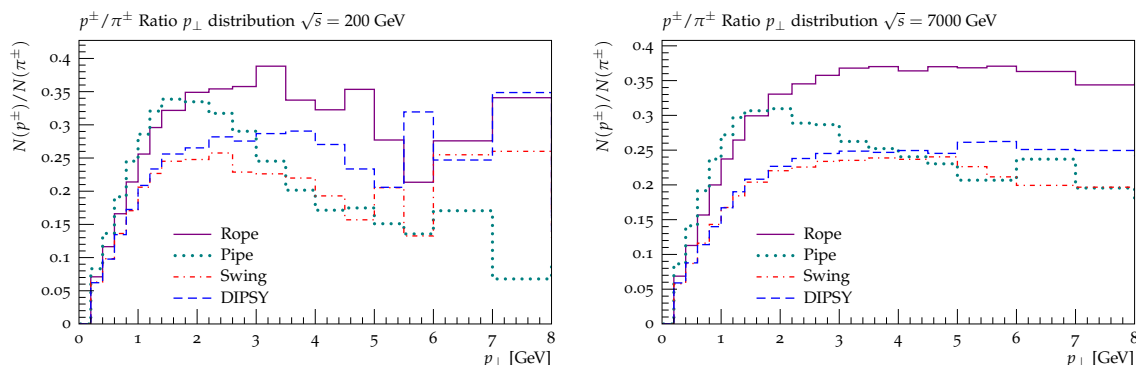 p±/π± Ratio p⊥ distribution √s = 200 GeV
N(p±)/N(π±)
0.4
0.35
0.3
0.25
0.2
0.15
0.1
0.05
0
Rope
Pipe
Swing
DIPSY
0 1 2 3 4 5 6 7 8
p⊥ [GeV]
p±/π± Ratio p⊥ distribution √s = 7000 GeV
N(p±)/N(π±)
0.4
0.35
0.3
0.25
0.2
0.15
0.1
0.05
0
Rope
Pipe
Swing
DIPSY
0 1 2 3 4 5 6 7 8
p⊥ [GeV]